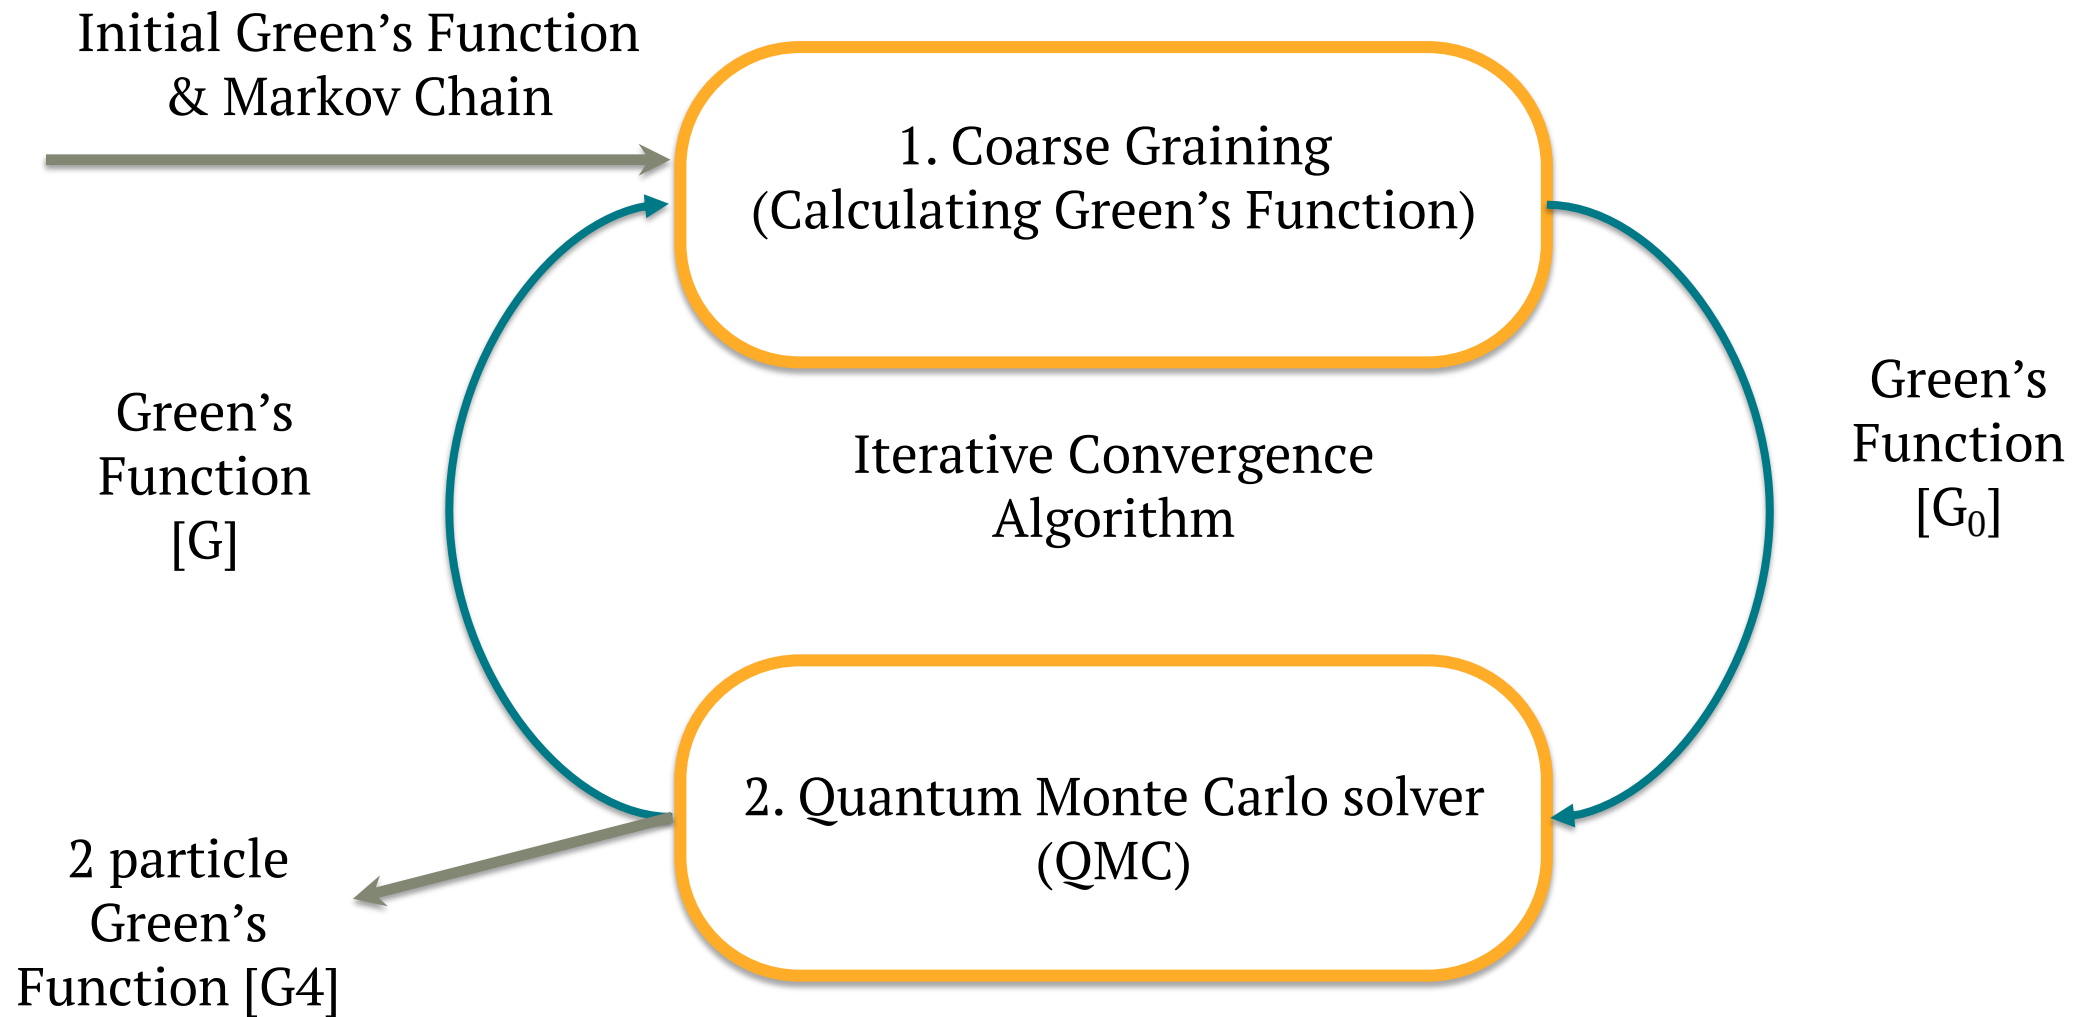 Initial Green’s Function
& Markov Chain
1. Coarse Graining
(Calculating Green’s Function)
Green’s
Function
[G]
Iterative Convergence
Algorithm
Green’s
Function
[G₀]
2. Quantum Monte Carlo solver
(QMC)
2 particle
Green’s
Function [G4]